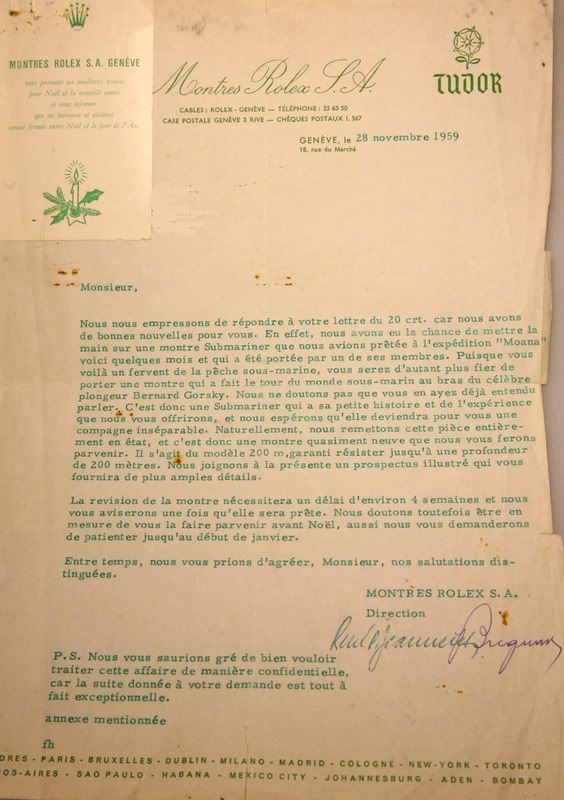 MONTRES ROLEX S.A. GENÈVE
vous présente ses meilleurs vœux
pour Noël et la nouvelle année
et vous informe
que ses bureaux et ateliers
seront fermés entre Noël et le jour de l'An.
Montres Rolex S.A.
CABLES : ROLEX - GENÈVE — TÉLÉPHONE : 25 63 50
CASE POSTALE GENÈVE 3 RIVE — CHÈQUES POSTAUX I. 567
TUDOR
GENÈVE, le 28 novembre 1959
18, rue du Marché
Monsieur,
Nous nous empressons de répondre à votre lettre du 20 crt. car nous avons
de bonnes nouvelles pour vous. En effet, nous avons eu la chance de mettre la
main sur une montre Submariner que nous avions prêtée à l'expédition "Moana"
voici quelques mois et qui a été portée par un de ses membres. Puisque vous
voilà un fervent de la pêche sous-marine, vous serez d'autant plus fier de
porter une montre qui a fait le tour du monde sous-marin au bras du célèbre
plongeur Bernard Gorsky. Nous ne doutons pas que vous en ayez déjà entendu
parler. C'est donc une Submariner qui a sa petite histoire et de l'expérience
que nous vous offrirons, et nous espérons qu'elle deviendra pour vous une
compagne inséparable. Naturellement, nous remettons cette pièce entière-
ment en état, et c'est donc une montre quasiment neuve que nous vous ferons
parvenir. Il s'agit du modèle 200 m.garanti résister jusqu'à une profondeur
de 200 mètres. Nous joignons à la présente un prospectus illustré qui vous
fournira de plus amples détails.
La revision de la montre nécessitera un délai d'environ 4 semaines et nous
vous aviserons une fois qu'elle sera prête. Nous doutons toutefois être en
mesure de vous la faire parvenir avant Noël, aussi nous vous demanderons
de patienter jusqu'au début de janvier.
Entre temps, nous vous prions d'agréer, Monsieur, nos salutations dis-
tinguées.
MONTRES ROLEX S.A.
Direction
P.S. Nous vous saurions gré de bien vouloir
traiter cette affaire de manière confidentielle,
car la suite donnée à votre demande est tout à
fait exceptionnelle.
annexe mentionnée
fh
DRES - PARIS - BRUXELLES - DUBLIN - MILANO - MADRID - COLOGNE - NEW-YORK - TORONTO
OS-AIRES - SAO PAULO - HABANA - MEXICO CITY - JOHANNESBURG - ADEN - BOMBAY